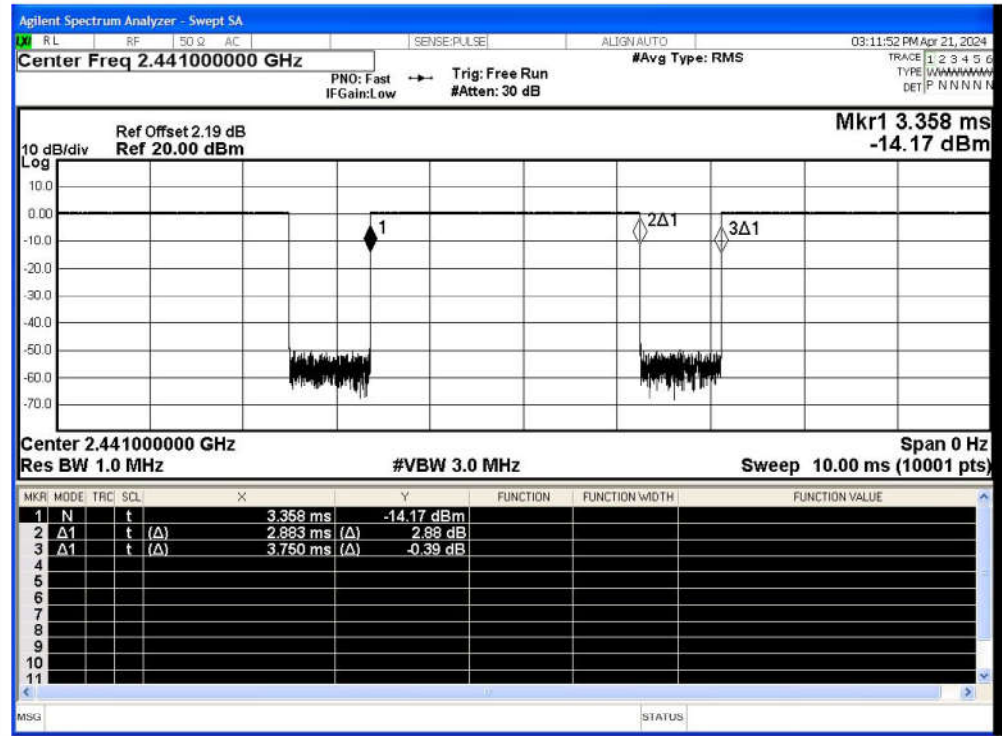 Agilent Spectrum Analyzer - Swept SA
LXI RL RF 50 Ω AC SENSE:PULSE ALIGN AUTO 03:11:52 PM Apr 21, 2024
Center Freq 2.441000000 GHz #Avg Type: RMS TRACE 1 2 3 4 5 6
PNO: Fast Trig: Free Run TYPE WWWWWW
IFGain:Low #Atten: 30 dB DET P N N N N N
Mkr1 3.358 ms
Ref Offset 2.19 dB
10 dB/div Ref 20.00 dBm -14.17 dBm
Log
10.0
0.00
-10.0
-20.0
-30.0
-40.0
-50.0
-60.0
-70.0
1
2Δ1
3Δ1
Center 2.441000000 GHz Span 0 Hz
Res BW 1.0 MHz #VBW 3.0 MHz Sweep 10.00 ms (10001 pts)
MKR MODE TRC SCL X Y FUNCTION FUNCTION WIDTH FUNCTION VALUE
1 N t 3.358 ms -14.17 dBm
2 Δ1 t (Δ) 2.883 ms (Δ) 2.88 dB
3 Δ1 t (Δ) 3.750 ms (Δ) -0.39 dB
4
5
6
7
8
9
10
11
MSG STATUS